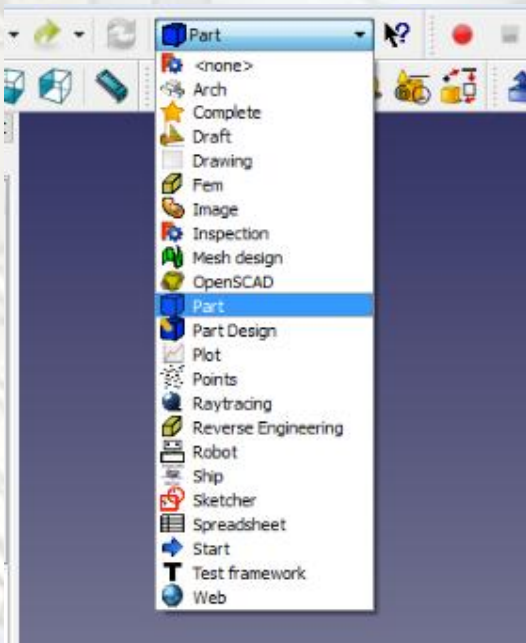 Part
<none>
Arch
Complete
Draft
Drawing
Fem
Image
Inspection
Mesh design
OpenSCAD
Part
Part Design
Plot
Points
Raytracing
Reverse Engineering
Robot
Ship
Sketcher
Spreadsheet
Start
Test framework
Web